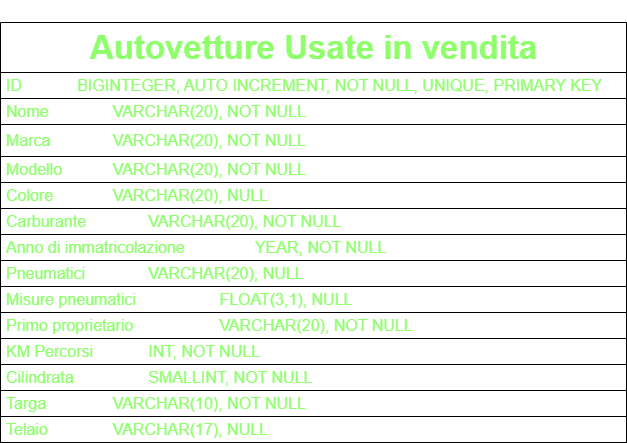 Autovetture Usate in vendita
ID BIGINTEGER, AUTO INCREMENT, NOT NULL, UNIQUE, PRIMARY KEY
Nome VARCHAR(20), NOT NULL
Marca VARCHAR(20), NOT NULL
Modello VARCHAR(20), NOT NULL
Colore VARCHAR(20), NULL
Carburante VARCHAR(20), NOT NULL
Anno di immatricolazione YEAR, NOT NULL
Pneumatici VARCHAR(20), NULL
Misure pneumatici FLOAT(3,1), NULL
Primo proprietario VARCHAR(20), NOT NULL
KM Percorsi INT, NOT NULL
Cilindrata SMALLINT, NOT NULL
Targa VARCHAR(10), NOT NULL
Telaio VARCHAR(17), NULL